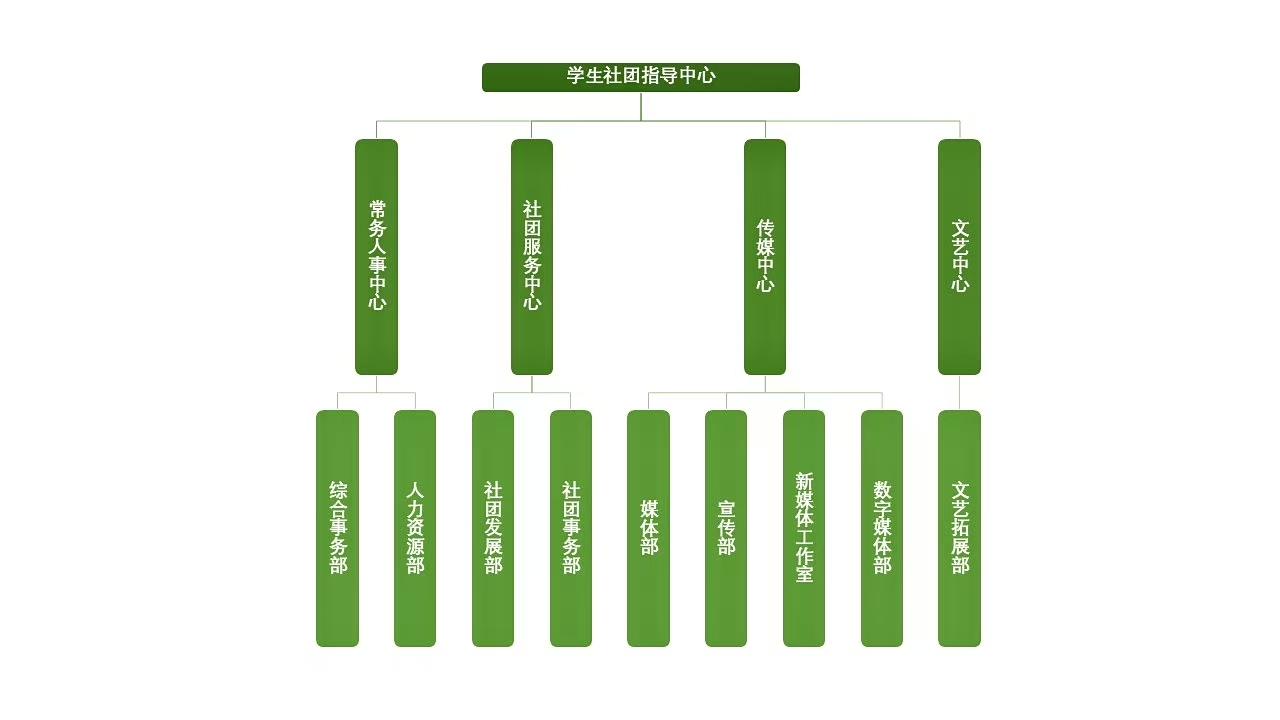 学生社团指导中心
常务人事中心
社团服务中心
传媒中心
文艺中心
综合事务部
人力资源部
社团发展部
社团事务部
媒体部
宣传部
新媒体工作室
数字媒体部
文艺拓展部